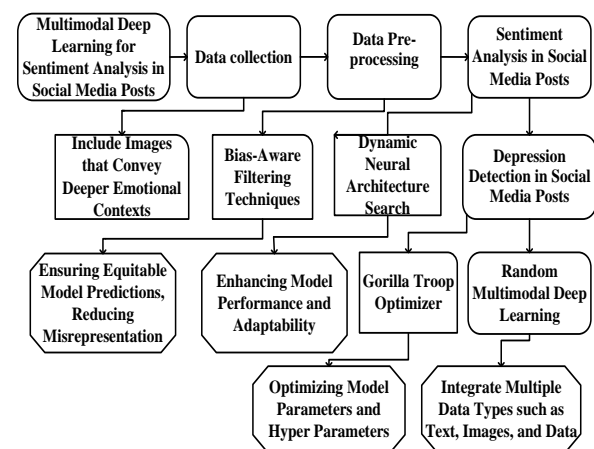 Multimodal Deep
Learning for
Sentiment Analysis in
Social Media Posts
Data collection
Data Pre-
processing
Sentiment
Analysis in Social
Media Posts
Include Images
that Convey
Deeper Emotional
Contexts
Bias-Aware
Filtering
Techniques
Dynamic
Neural
Architecture
Search
Depression
Detection in Social
Media Posts
Ensuring Equitable
Model Predictions,
Reducing
Misrepresentation
Enhancing Model
Performance and
Adaptability
Gorilla Troop
Optimizer
Random
Multimodal Deep
Learning
Optimizing Model
Parameters and
Hyper Parameters
Integrate Multiple
Data Types such as
Text, Images, and Data